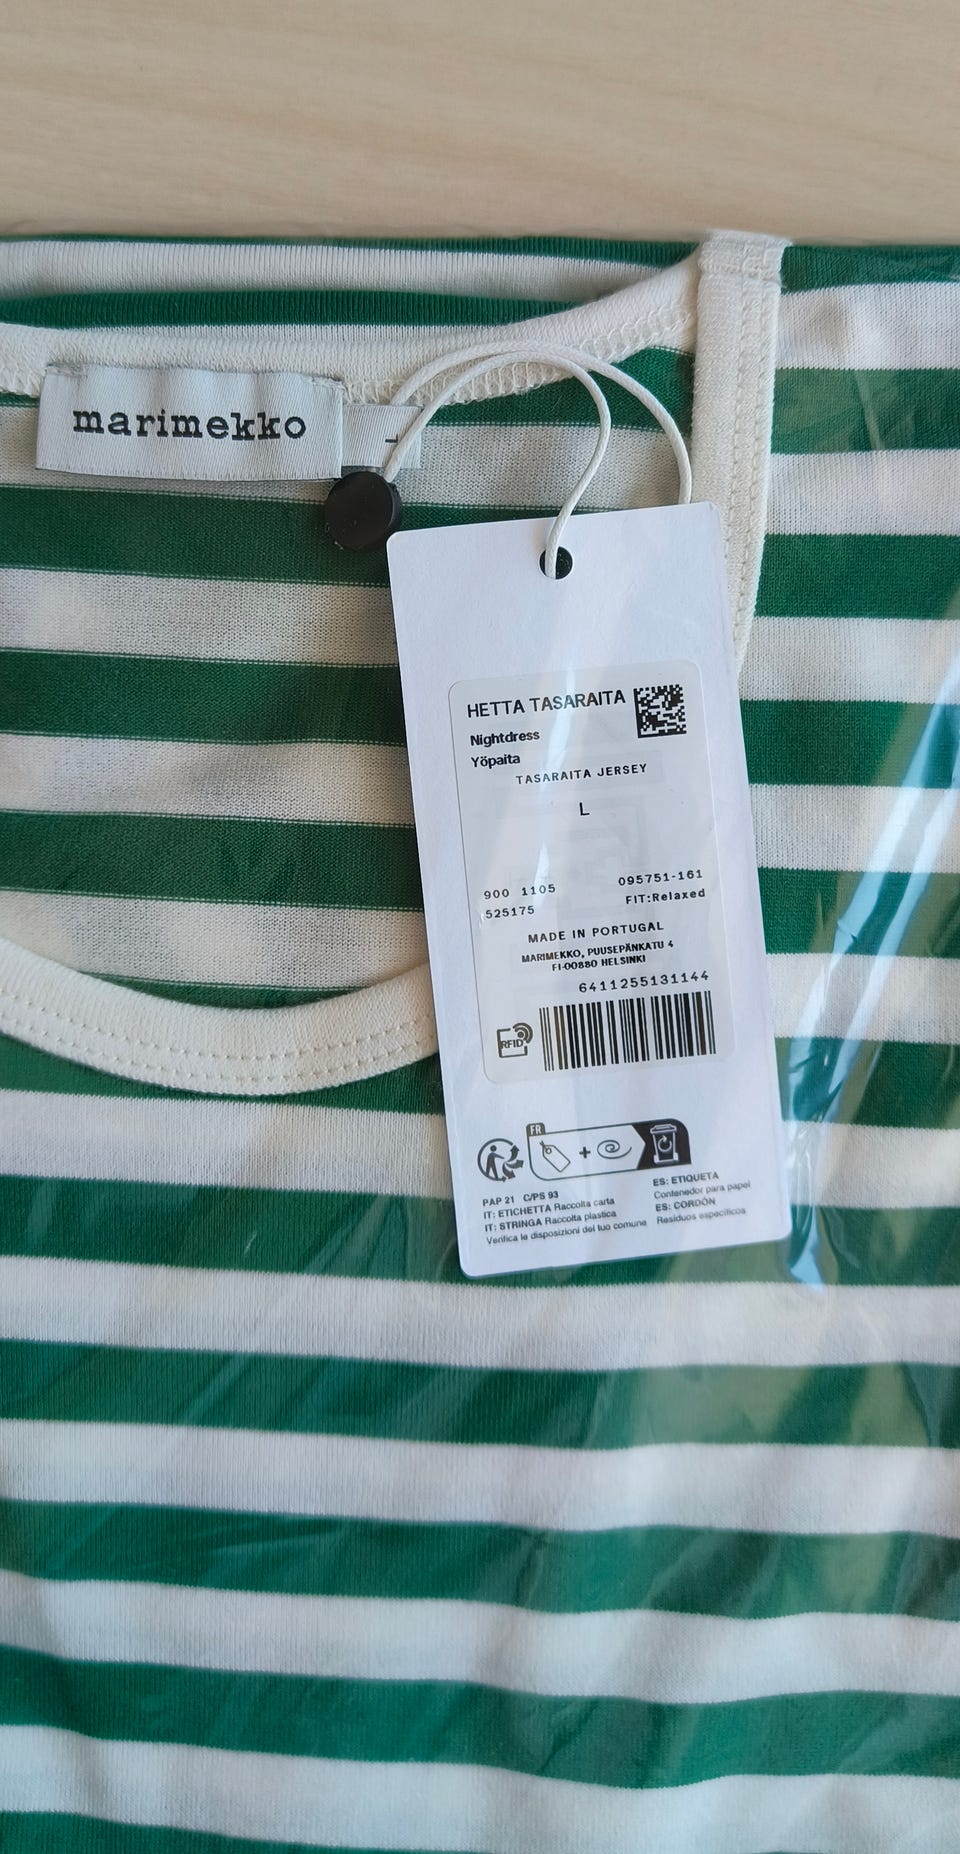 marimekko
L
HETTA TASARAITA
Nightdress
Yöpaita
TASARAITA JERSEY
L
900 1105
095751-161
525175
FIT:Relaxed
MADE IN PORTUGAL
MARIMEKKO, PUUSEPÄNKATU 4
FI-00880 HELSINKI
6411255131144
RFID
FR
PAP 21 C/PS 93
IT: ETICHETTA Raccolta carta
IT: STRINGA Raccolta plastica
Verifica le disposizioni del tuo comune
ES: ETIQUETA
Contenedor para papel
ES: CORDÓN
Residuos específicos